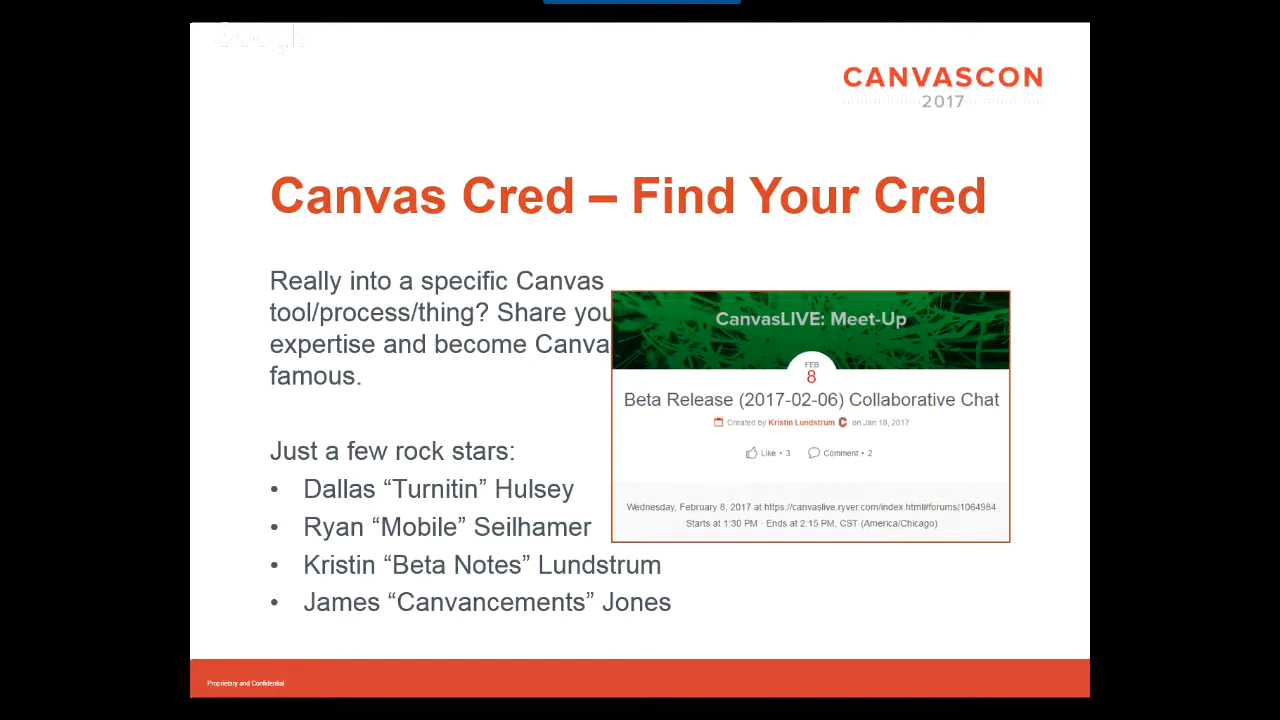 CANVASCON
2017
Canvas Cred – Find Your Cred
Really into a specific Canvas
tool/process/thing? Share you
expertise and become Canva
famous.
Just a few rock stars:
• Dallas “Turnitin” Hulsey
• Ryan “Mobile” Seilhamer
• Kristin “Beta Notes” Lundstrum
• James “Canvancements” Jones
CanvasLIVE: Meet-Up
FEB
8
Beta Release (2017-02-06) Collaborative Chat
Created by Kristin Lundstrum on Jan 18, 2017
Like • 3 Comment • 2
Wednesday, February 8, 2017 at https://canvaslive.ryver.com/index.html#forums/1064984
Starts at 1:30 PM · Ends at 2:15 PM, CST (America/Chicago)
Proprietary and Confidential